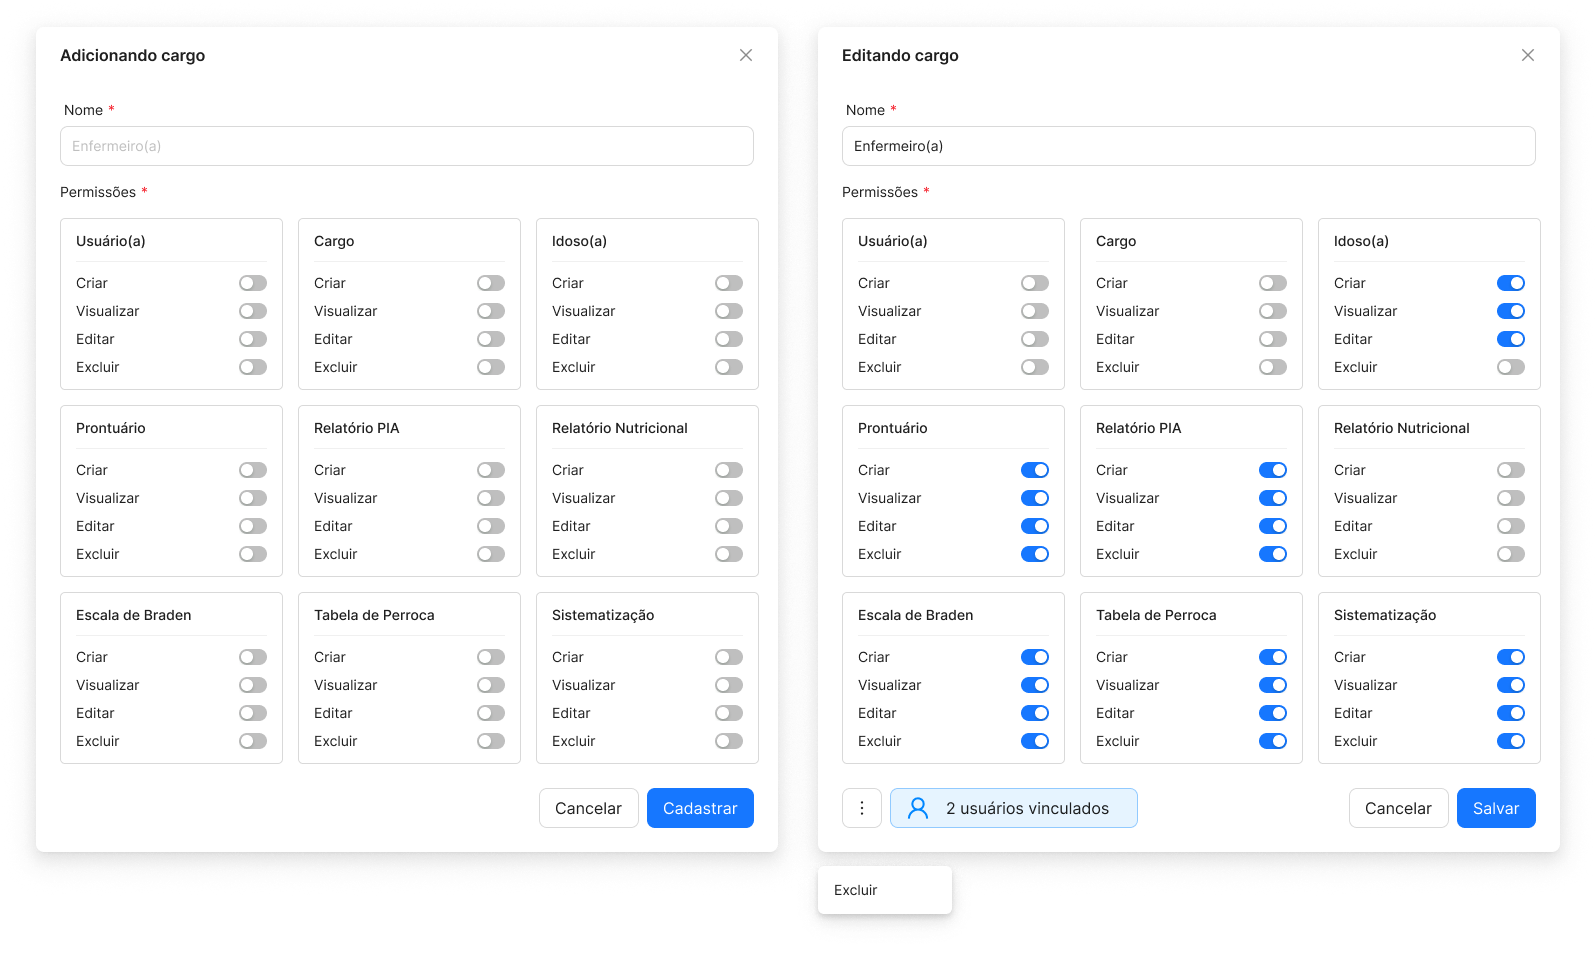 Adicionando cargo
Nome *
Enfermeiro(a)
Permissões *
Usuário(a)
Criar
Visualizar
Editar
Excluir
Cargo
Criar
Visualizar
Editar
Excluir
Idoso(a)
Criar
Visualizar
Editar
Excluir
Prontuário
Criar
Visualizar
Editar
Excluir
Relatório PIA
Criar
Visualizar
Editar
Excluir
Relatório Nutricional
Criar
Visualizar
Editar
Excluir
Escala de Braden
Criar
Visualizar
Editar
Excluir
Tabela de Perroca
Criar
Visualizar
Editar
Excluir
Sistematização
Criar
Visualizar
Editar
Excluir
Cancelar
Cadastrar
Editando cargo
Nome *
Enfermeiro(a)
Permissões *
Usuário(a)
Criar
Visualizar
Editar
Excluir
Cargo
Criar
Visualizar
Editar
Excluir
Idoso(a)
Criar
Visualizar
Editar
Excluir
Prontuário
Criar
Visualizar
Editar
Excluir
Relatório PIA
Criar
Visualizar
Editar
Excluir
Relatório Nutricional
Criar
Visualizar
Editar
Excluir
Escala de Braden
Criar
Visualizar
Editar
Excluir
Tabela de Perroca
Criar
Visualizar
Editar
Excluir
Sistematização
Criar
Visualizar
Editar
Excluir
2 usuários vinculados
Cancelar
Salvar
Excluir